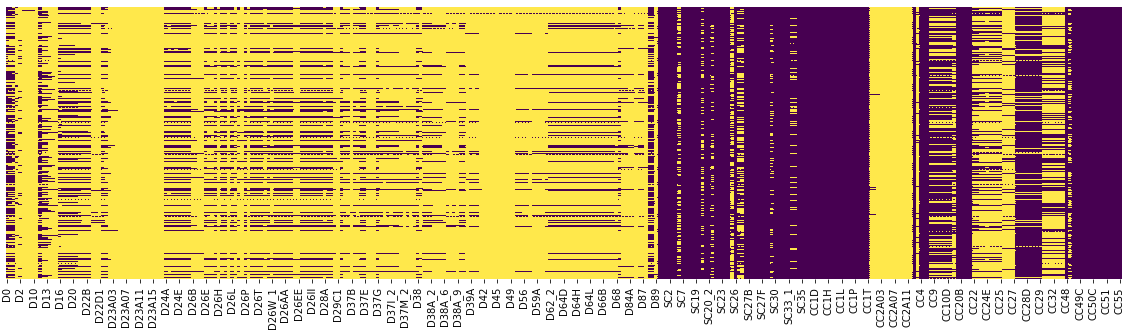 D0
D2
D10
D13
D16
D20
D22B
D22D1
D23A03
D23A07
D23A11
D23A15
D24A
D24E
D26B
D26E
D26H
D26L
D26P
D26T
D26W_1
D26AA
D26EE
D26II
D28A
D29C1
D37B
D37E
D37G
D37I_2
D37M_2
D38
D38A_2
D38A_6
D38A_9
D39A
D42
D45
D49
D56
D59A
D62_2
D64D
D64H
D64L
D66B
D68
D84A
D87
D89
SC2
SC7
SC19
SC20_2
SC23
SC26
SC27B
SC27F
SC30
SC33_1
SC35
CC1D
CC1H
CC1L
CC1P
CC1T
CC2A03
CC2A07
CC2A11
CC4
CC9
CC10D
CC20B
CC22
CC24E
CC25
CC27
CC28D
CC29
CC32
CC48
CC49C
CC50C
CC51
CC55